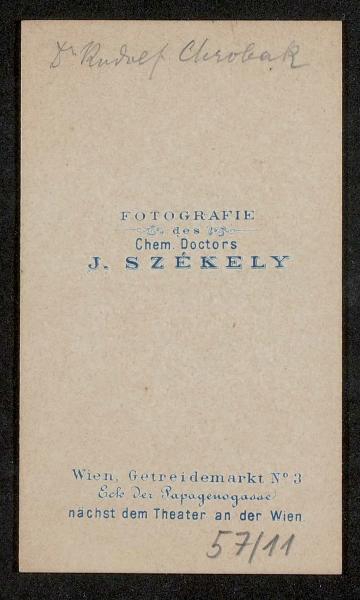 Dr Rudolf Chrobak
FOTOGRAFIE
des
Chem. Doctors
J. SZÉKELY
Wien, Getreidemarkt Nº 3
Eck der Papagenogasse
nächst dem Theater an der Wien.
57/11